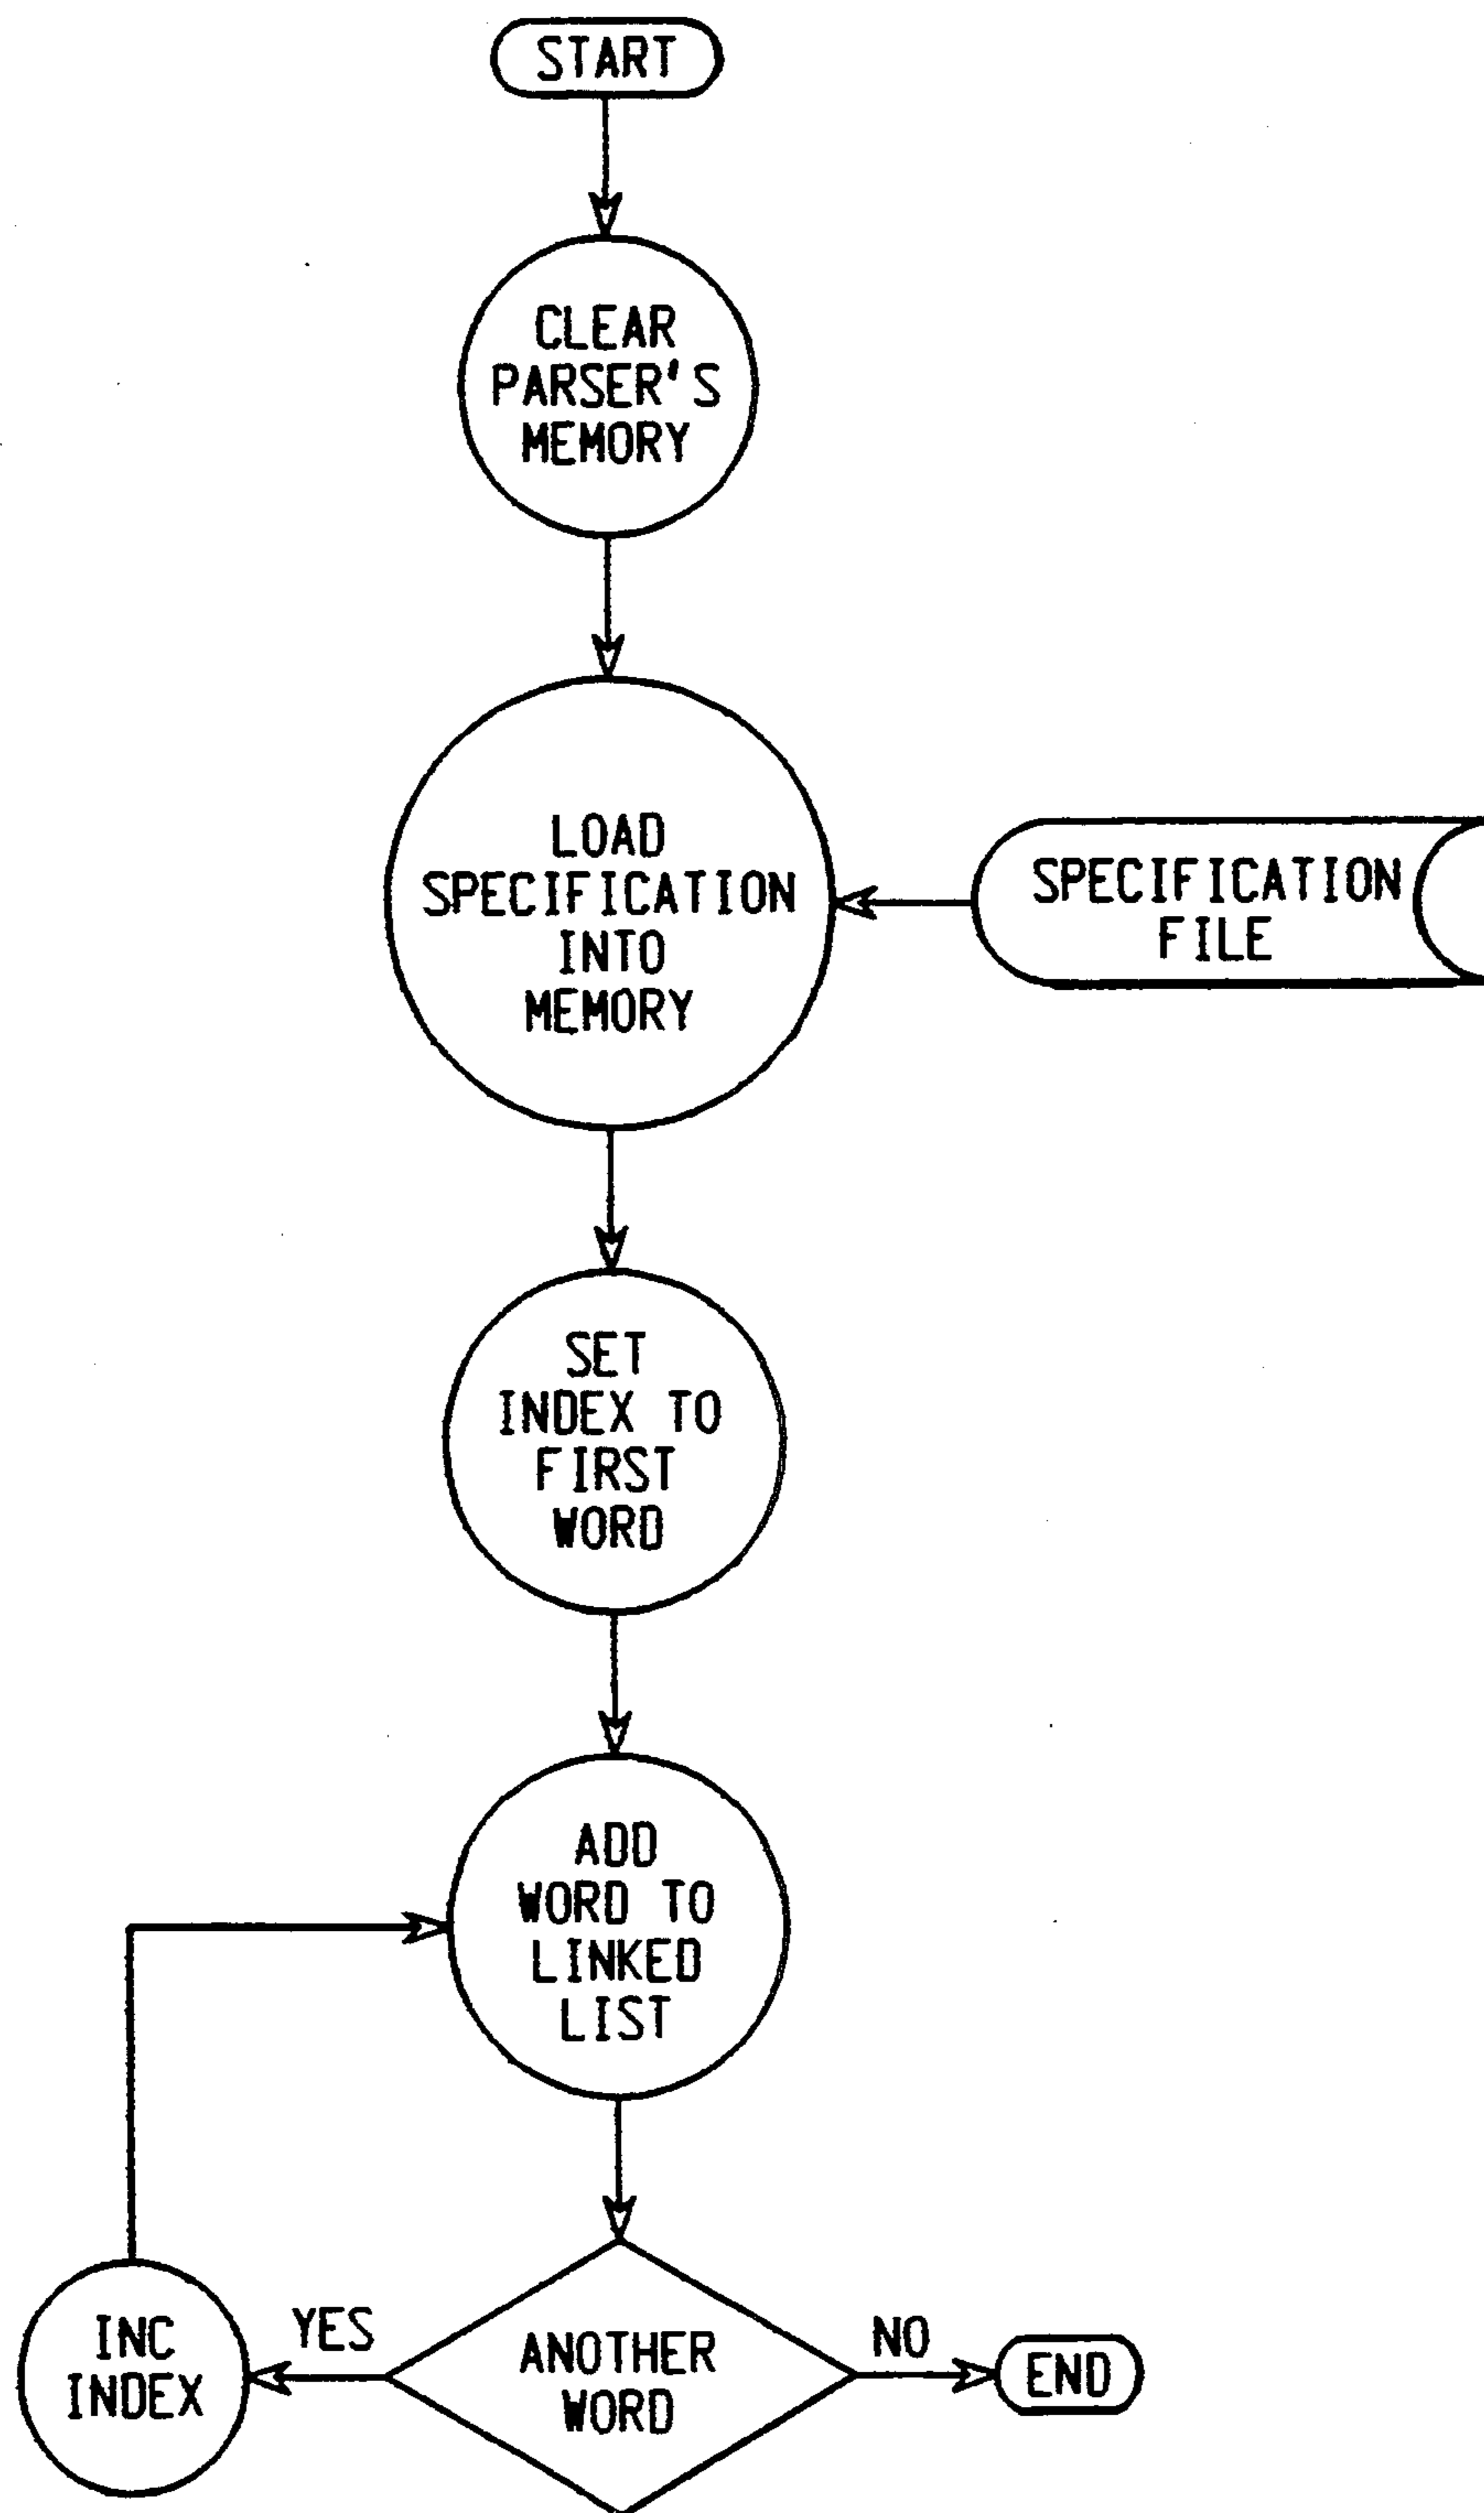 START
CLEAR
PARSER'S
MEMORY
LOAD
SPECIFICATION
INTO
MEMORY
SPECIFICATION
FILE
SET
INDEX TO
FIRST
WORD
ADD
WORD TO
LINKED
LIST
INC
INDEX
YES
ANOTHER
WORD
NO
END